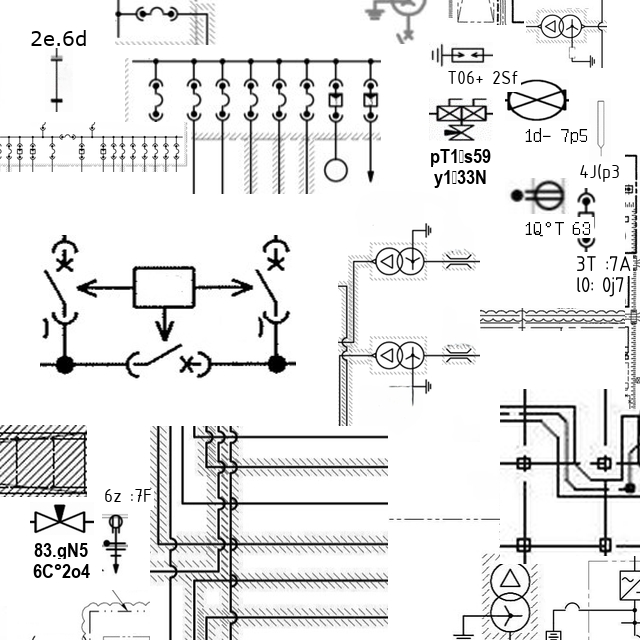 2e.6d
T06+ 2Sf
1d- 7p5
pT1▯s59
y1▯33N
4J(p3
1Q°T 63
3T :7A
l0: 0j7
6z :7F
83.gN5
6C°2o4